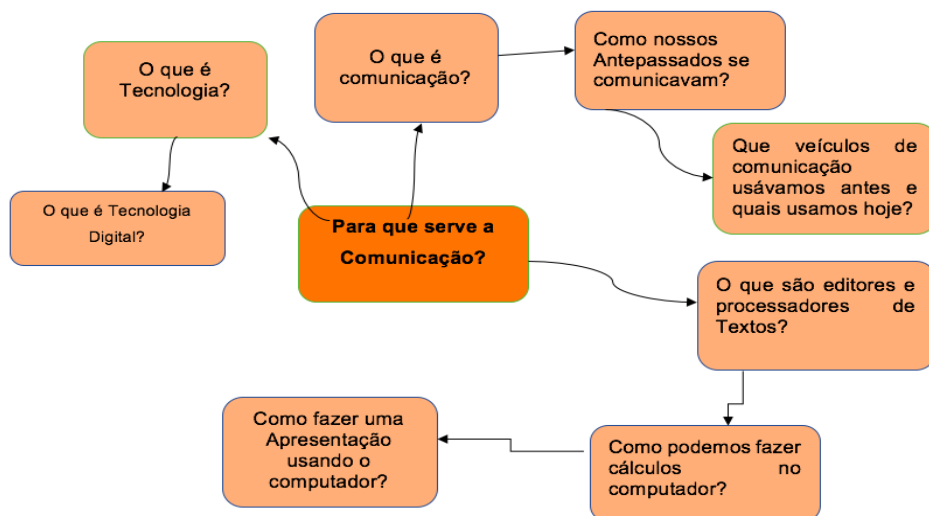 O que é
Tecnologia?
O que é
comunicação?
Como nossos
Antepassados se
comunicavam?
Que veículos de
comunicação
usávamos antes e
quais usamos hoje?
O que é Tecnologia
Digital?
Para que serve a
Comunicação?
O que são editores e
processadores de
Textos?
Como fazer uma
Apresentação
usando o
computador?
Como podemos fazer
cálculos no
computador?